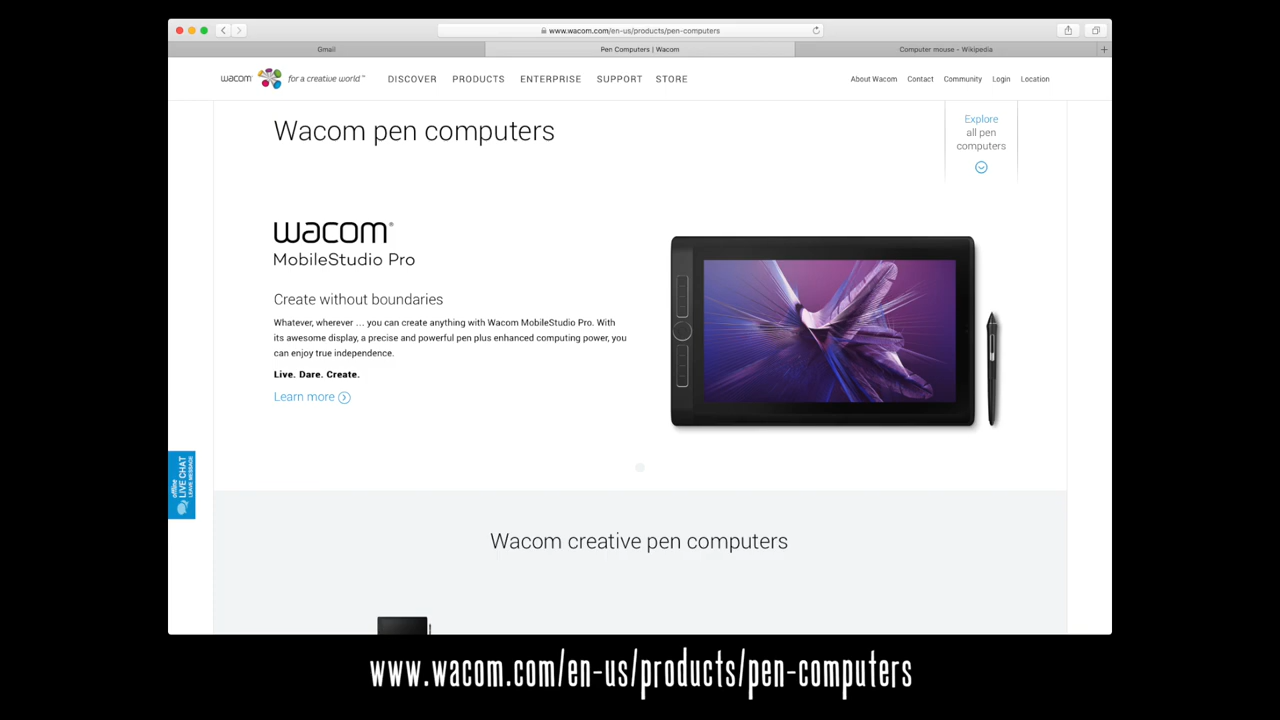 www.wacom.com/en-us/products/pen-computers
Gmail
Pen Computers | Wacom
Computer mouse - Wikipedia
wacom for a creative world™
DISCOVER PRODUCTS ENTERPRISE SUPPORT STORE
About Wacom Contact Community Login Location
Wacom pen computers
Explore
all pen
computers
wacom®
MobileStudio Pro
Create without boundaries
Whatever, wherever … you can create anything with Wacom MobileStudio Pro. With
its awesome display, a precise and powerful pen plus enhanced computing power, you
can enjoy true independence.
Live. Dare. Create.
Learn more
offline
LIVE CHAT
LEAVE MESSAGE
Wacom creative pen computers
www.wacom.com/en-us/products/pen-computers